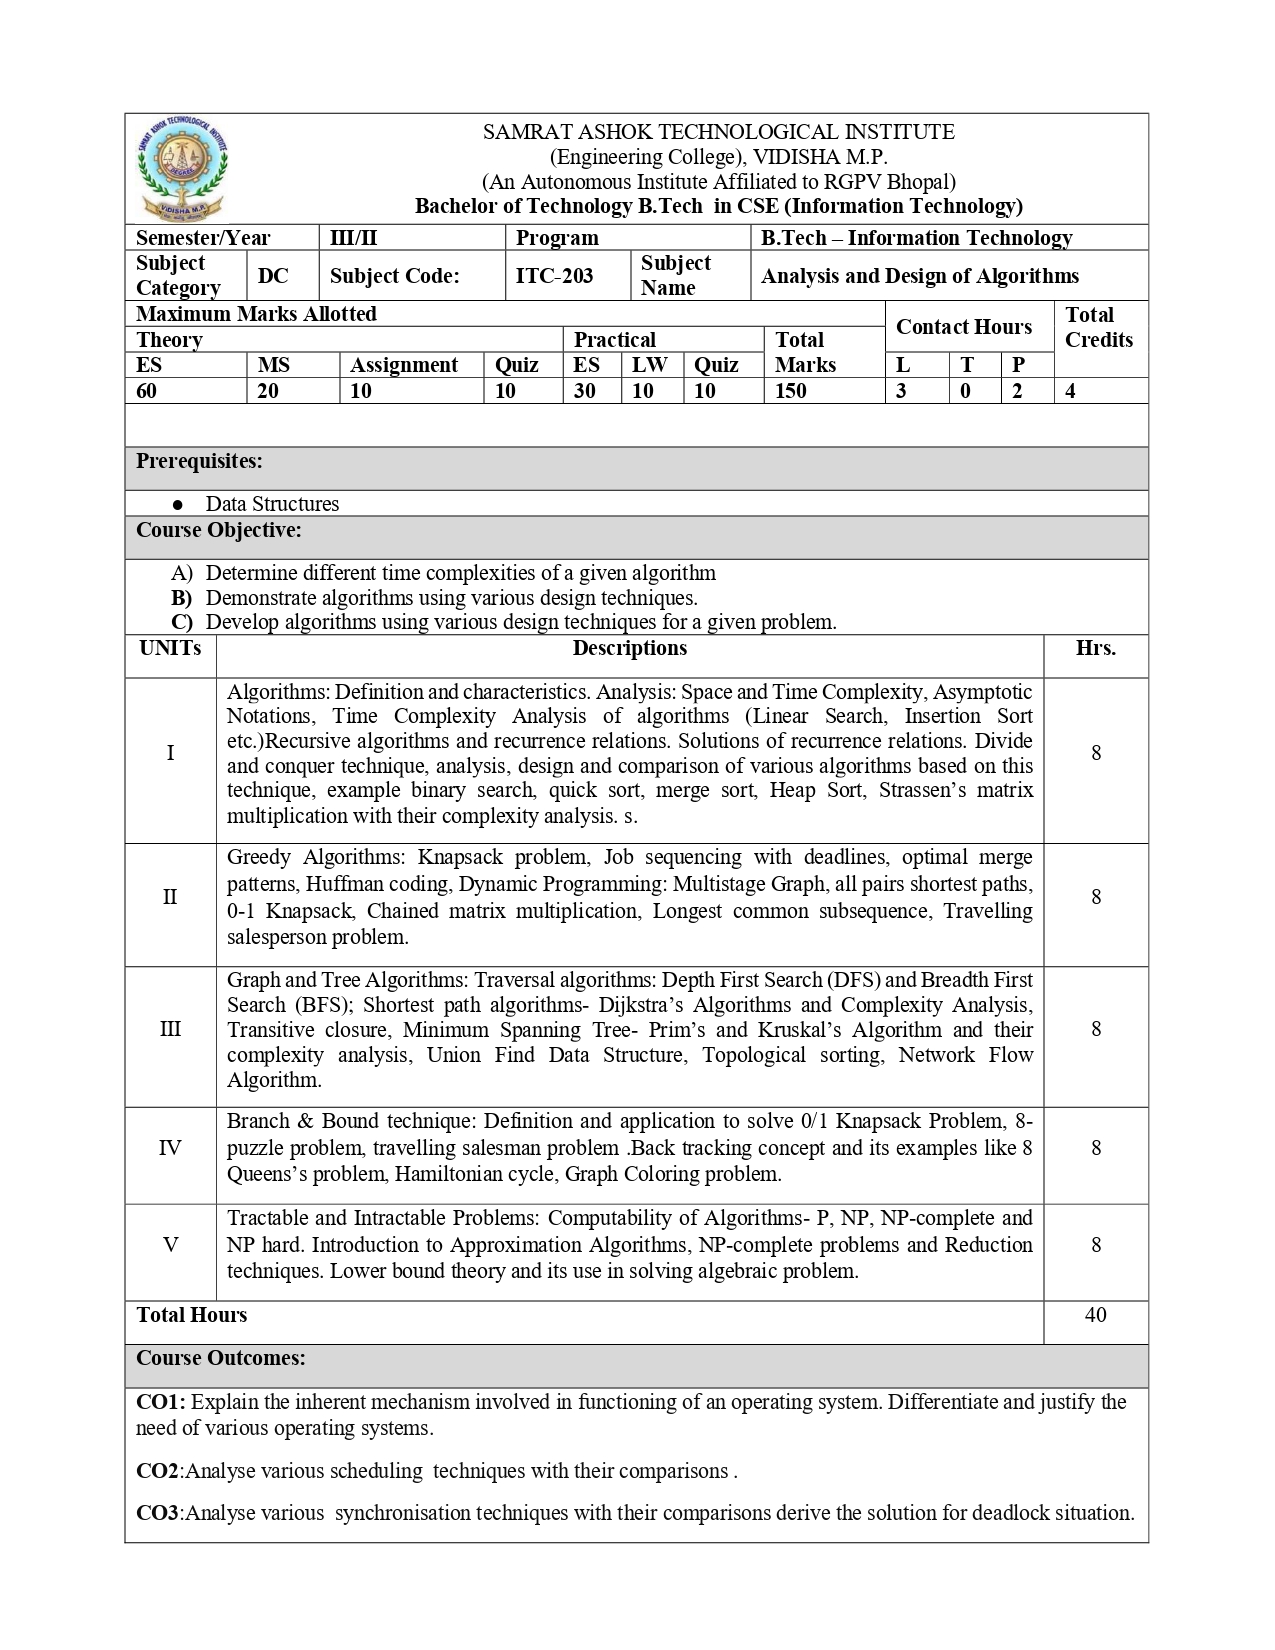 SAMRAT ASHOK TECHNOLOGICAL INSTITUTE
DEGREE
VIDISHA M.P.
SAMRAT ASHOK TECHNOLOGICAL INSTITUTE
(Engineering College), VIDISHA M.P.
(An Autonomous Institute Affiliated to RGPV Bhopal)
Bachelor of Technology B.Tech in CSE (Information Technology)
Semester/Year III/II Program B.Tech – Information Technology
Subject Category DC Subject Code: ITC-203 Subject Name Analysis and Design of Algorithms
Maximum Marks Allotted Contact Hours Total Credits
Theory Practical Total Marks
ES MS Assignment Quiz ES LW Quiz L T P
60 20 10 10 30 10 10 150 3 0 2 4
Prerequisites:
● Data Structures
Course Objective:
A) Determine different time complexities of a given algorithm
B) Demonstrate algorithms using various design techniques.
C) Develop algorithms using various design techniques for a given problem.
UNITs Descriptions Hrs.
I
Algorithms: Definition and characteristics. Analysis: Space and Time Complexity, Asymptotic
Notations, Time Complexity Analysis of algorithms (Linear Search, Insertion Sort
etc.)Recursive algorithms and recurrence relations. Solutions of recurrence relations. Divide
and conquer technique, analysis, design and comparison of various algorithms based on this
technique, example binary search, quick sort, merge sort, Heap Sort, Strassen’s matrix
multiplication with their complexity analysis. s.
8
II
Greedy Algorithms: Knapsack problem, Job sequencing with deadlines, optimal merge
patterns, Huffman coding, Dynamic Programming: Multistage Graph, all pairs shortest paths,
0-1 Knapsack, Chained matrix multiplication, Longest common subsequence, Travelling
salesperson problem.
8
III
Graph and Tree Algorithms: Traversal algorithms: Depth First Search (DFS) and Breadth First
Search (BFS); Shortest path algorithms- Dijkstra’s Algorithms and Complexity Analysis,
Transitive closure, Minimum Spanning Tree- Prim’s and Kruskal’s Algorithm and their
complexity analysis, Union Find Data Structure, Topological sorting, Network Flow
Algorithm.
8
IV
Branch & Bound technique: Definition and application to solve 0/1 Knapsack Problem, 8-
puzzle problem, travelling salesman problem .Back tracking concept and its examples like 8
Queens’s problem, Hamiltonian cycle, Graph Coloring problem.
8
V
Tractable and Intractable Problems: Computability of Algorithms- P, NP, NP-complete and
NP hard. Introduction to Approximation Algorithms, NP-complete problems and Reduction
techniques. Lower bound theory and its use in solving algebraic problem.
8
Total Hours 40
Course Outcomes:
CO1: Explain the inherent mechanism involved in functioning of an operating system. Differentiate and justify the
need of various operating systems.
CO2:Analyse various scheduling techniques with their comparisons .
CO3:Analyse various synchronisation techniques with their comparisons derive the solution for deadlock situation.